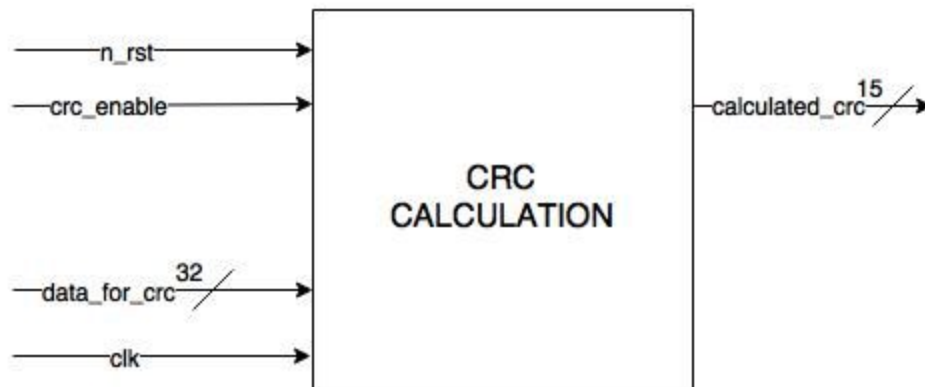 n_rst
crc_enable
15
calculated_crc
CRC
CALCULATION
32
data_for_crc
clk